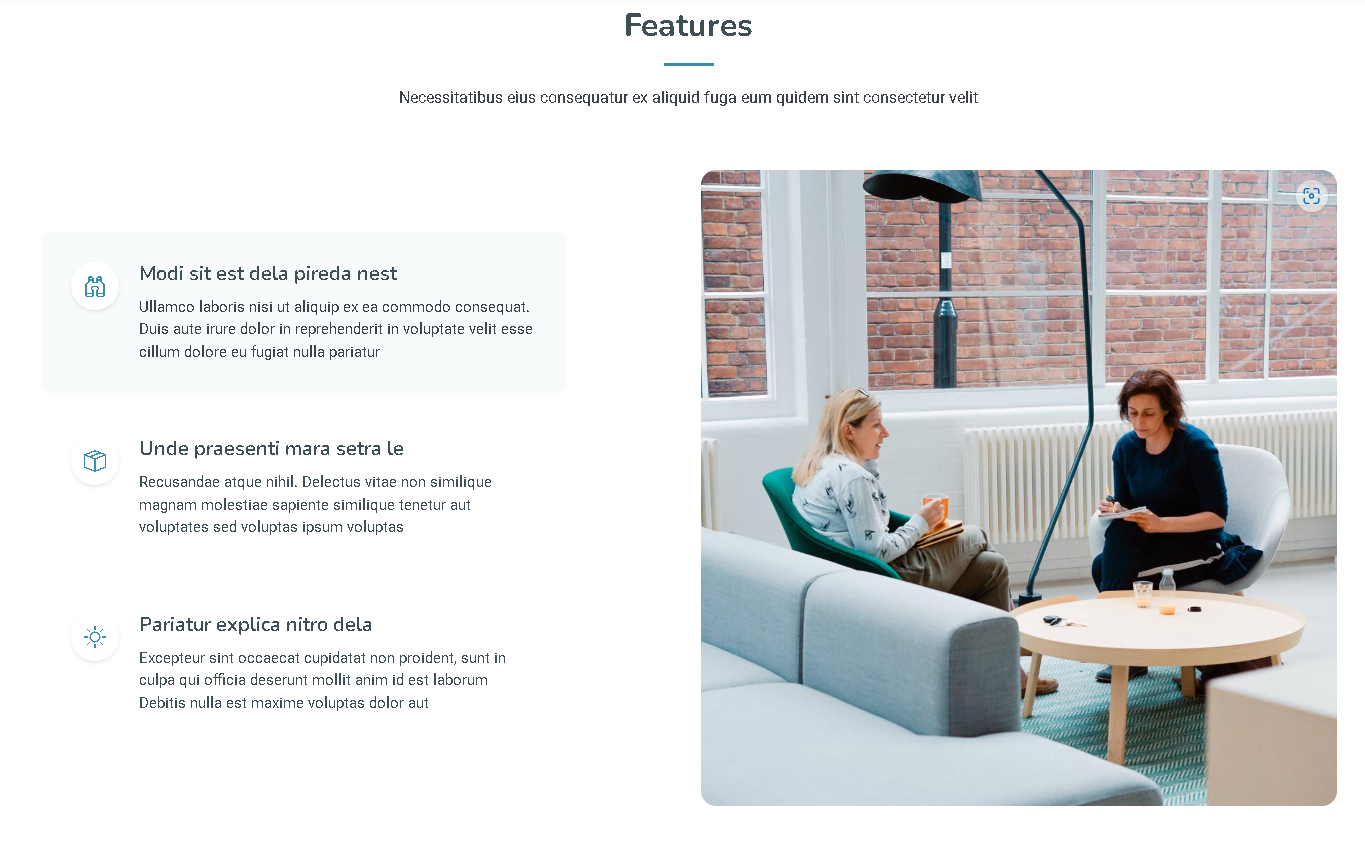 Features
Necessitatibus eius consequatur ex aliquid fuga eum quidem sint consectetur velit
Modi sit est dela pireda nest
Ullamco laboris nisi ut aliquip ex ea commodo consequat.
Duis aute irure dolor in reprehenderit in voluptate velit esse
cillum dolore eu fugiat nulla pariatur
Unde praesenti mara setra le
Recusandae atque nihil. Delectus vitae non similique
magnam molestiae sapiente similique tenetur aut
voluptates sed voluptas ipsum voluptas
Pariatur explica nitro dela
Excepteur sint occaecat cupidatat non proident, sunt in
culpa qui officia deserunt mollit anim id est laborum
Debitis nulla est maxime voluptas dolor aut